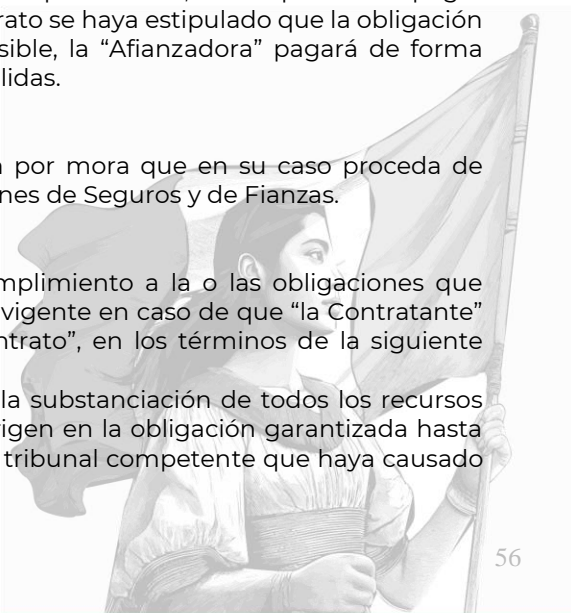 rato se haya estipulado que la obligación
sible, la “Afianzadora” pagará de forma
lidas.
por mora que en su caso proceda de
nes de Seguros y de Fianzas.
mplimiento a la o las obligaciones que
vigente en caso de que “la Contratante”
ntrato”, en los términos de la siguiente
la substanciación de todos los recursos
rigen en la obligación garantizada hasta
tribunal competente que haya causado
56